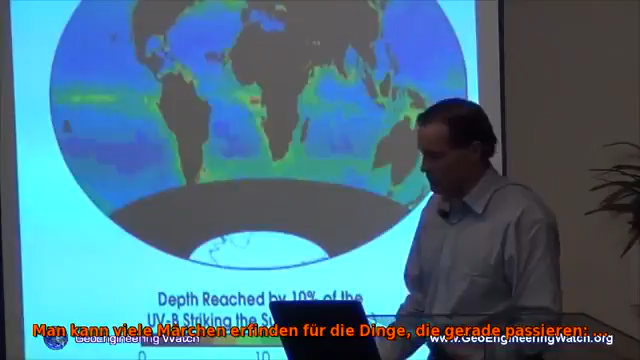 Depth Reached by 10% of the
UV-B Striking the
Man kann viele Märchen erfinden für die Dinge, die gerade passieren: ...
GeoEngineering Watch
www.GeoEngineeringWatch.org
0 10